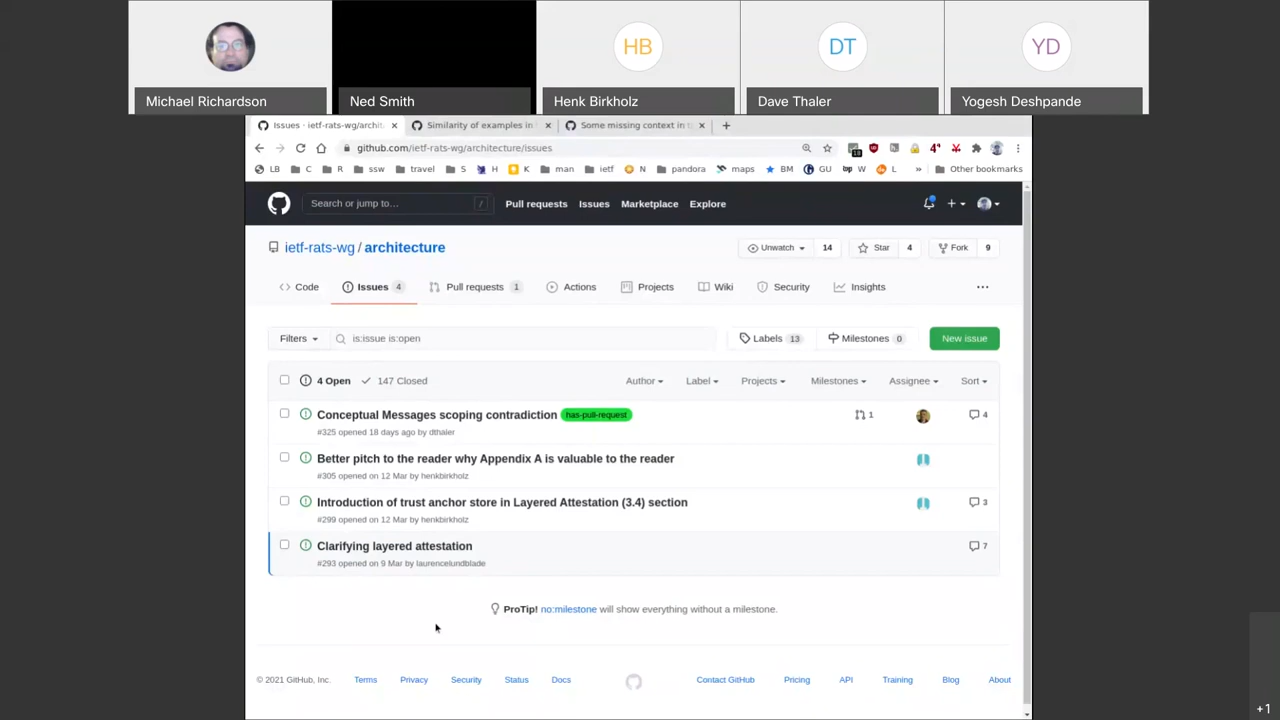 HB
DT
YD
Michael Richardson
Ned Smith
Henk Birkholz
Dave Thaler
Yogesh Deshpande
Issues · ietf-rats-wg/archit
Similarity of examples in
Some missing context in t
github.com/ietf-rats-wg/architecture/issues
LB C R ssw travel S H K man ietf N pandora maps BM GU W L » Other bookmarks
Search or jump to… /
Pull requests Issues Marketplace Explore
ietf-rats-wg / architecture
Unwatch 14 Star 4 Fork 9
Code Issues 4 Pull requests 1 Actions Projects Wiki Security Insights
Filters is:issue is:open Labels 13 Milestones 0 New issue
4 Open 147 Closed Author Label Projects Milestones Assignee Sort
Conceptual Messages scoping contradiction has-pull-request 1 4
#325 opened 18 days ago by dthaler
Better pitch to the reader why Appendix A is valuable to the reader
#305 opened on 12 Mar by henkbirkholz
Introduction of trust anchor store in Layered Attestation (3.4) section 3
#299 opened on 12 Mar by henkbirkholz
Clarifying layered attestation 7
#293 opened on 9 Mar by laurencelundblade
ProTip! no:milestone will show everything without a milestone.
© 2021 GitHub, Inc. Terms Privacy Security Status Docs Contact GitHub Pricing API Training Blog About
+1